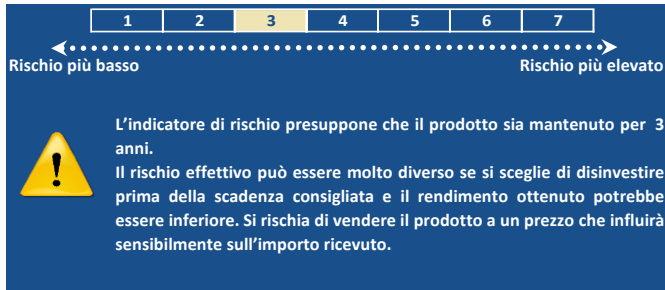 1 2 3 4 5 6 7
Rischio più basso Rischio più elevato
L’indicatore di rischio presuppone che il prodotto sia mantenuto per 3
anni.
Il rischio effettivo può essere molto diverso se si sceglie di disinvestire
prima della scadenza consigliata e il rendimento ottenuto potrebbe
essere inferiore. Si rischia di vendere il prodotto a un prezzo che influirà
sensibilmente sull’importo ricevuto.